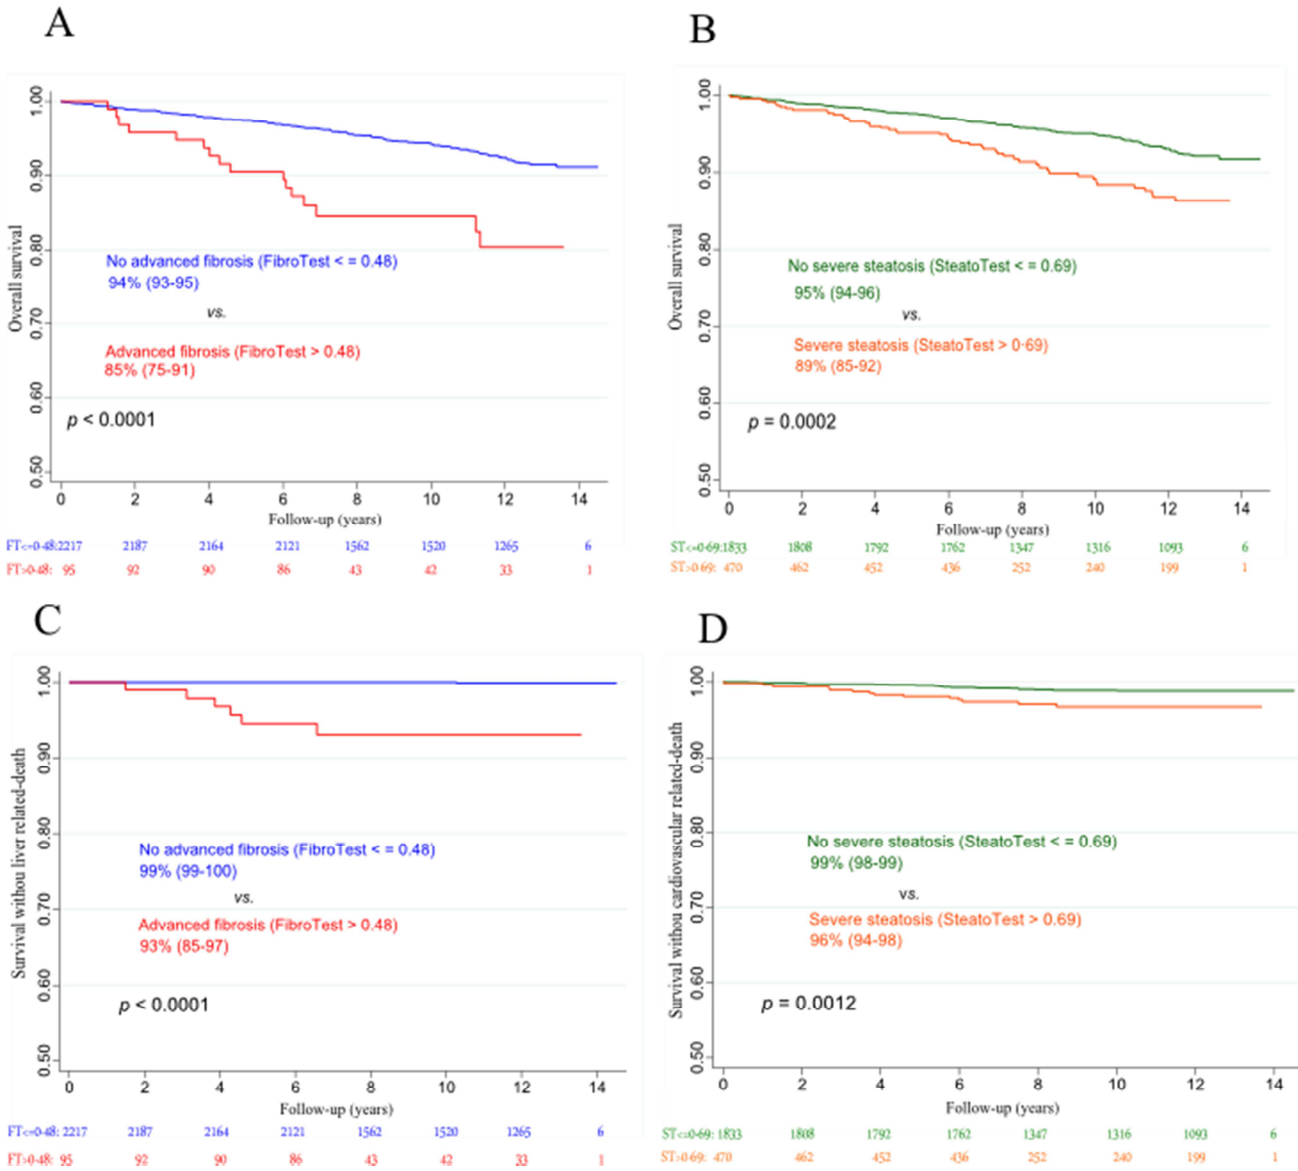 A
Overall survival
1.00
0.90
0.80
0.70
0.60
0.50
No advanced fibrosis (FibroTest < = 0.48)
94% (93-95)
vs.
Advanced fibrosis (FibroTest > 0.48)
85% (75-91)
p < 0.0001
0 2 4 6 8 10 12 14
Follow-up (years)
FT<=0·48: 2217 2187 2164 2121 1562 1520 1265 6
FT>0·48: 95 92 90 86 43 42 33 1
B
Overall survival
1.00
0.90
0.80
0.70
0.60
0.50
No severe steatosis (SteatoTest < = 0.69)
95% (94-96)
vs.
Severe steatosis (SteatoTest > 0·69)
89% (85-92)
p = 0.0002
0 2 4 6 8 10 12 14
Follow-up (years)
ST<=0·69: 1833 1808 1792 1762 1347 1316 1093 6
ST>0·69: 470 462 452 436 252 240 199 1
C
Survival withou liver related-death
1.00
0.90
0.80
0.70
0.60
0.50
No advanced fibrosis (FibroTest < = 0.48)
99% (99-100)
vs.
Advanced fibrosis (FibroTest > 0.48)
93% (85-97)
p < 0.0001
0 2 4 6 8 10 12 14
Follow-up (years)
FT<=0·48: 2217 2187 2164 2121 1562 1520 1265 6
FT>0·48: 95 92 90 86 43 42 33 1
D
Survival withou cardiovascular related-death
1.00
0.90
0.80
0.70
0.60
0.50
No severe steatosis (SteatoTest < = 0.69)
99% (98-99)
vs.
Severe steatosis (SteatoTest > 0.69)
96% (94-98)
p = 0.0012
0 2 4 6 8 10 12 14
Follow-up (years)
ST<=0·69: 1833 1808 1792 1762 1347 1316 1093 6
ST>0·69: 470 462 452 436 252 240 199 1